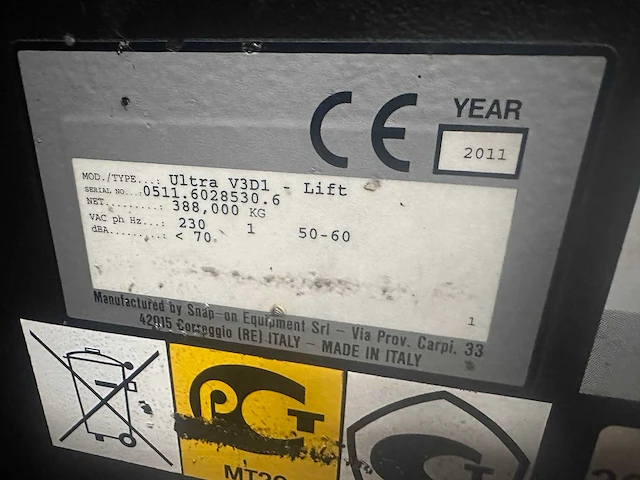 CE YEAR
2011
MOD./TYPE...: Ultra V3D1 - Lift
SERIAL NO...: 0511.6028530.6
NET.........: 388,000 KG
VAC ph Hz...: 230 1 50-60
dBA.........: < 70
1
Manufactured by Snap-on Equipment Srl - Via Prov. Carpi. 33
42015 Correggio (RE) ITALY - MADE IN ITALY
PCT